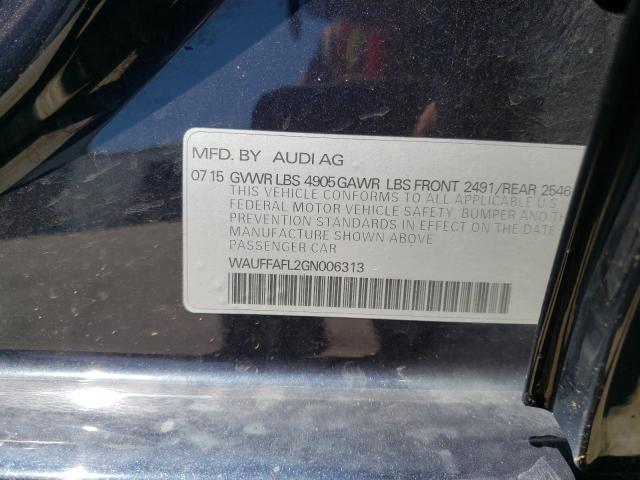 MFD. BY AUDI AG
07 15 GVWR LBS 4905 GAWR LBS FRONT 2491/REAR 2546
THIS VEHICLE CONFORMS TO ALL APPLICABLE U.S
FEDERAL MOTOR VEHICLE SAFETY, BUMPER AND
THEFT PREVENTION STANDARDS IN EFFECT ON
MANUFACTURE SHOWN ABOVE
PASSENGER CAR
WAUFFAFL2GN006313